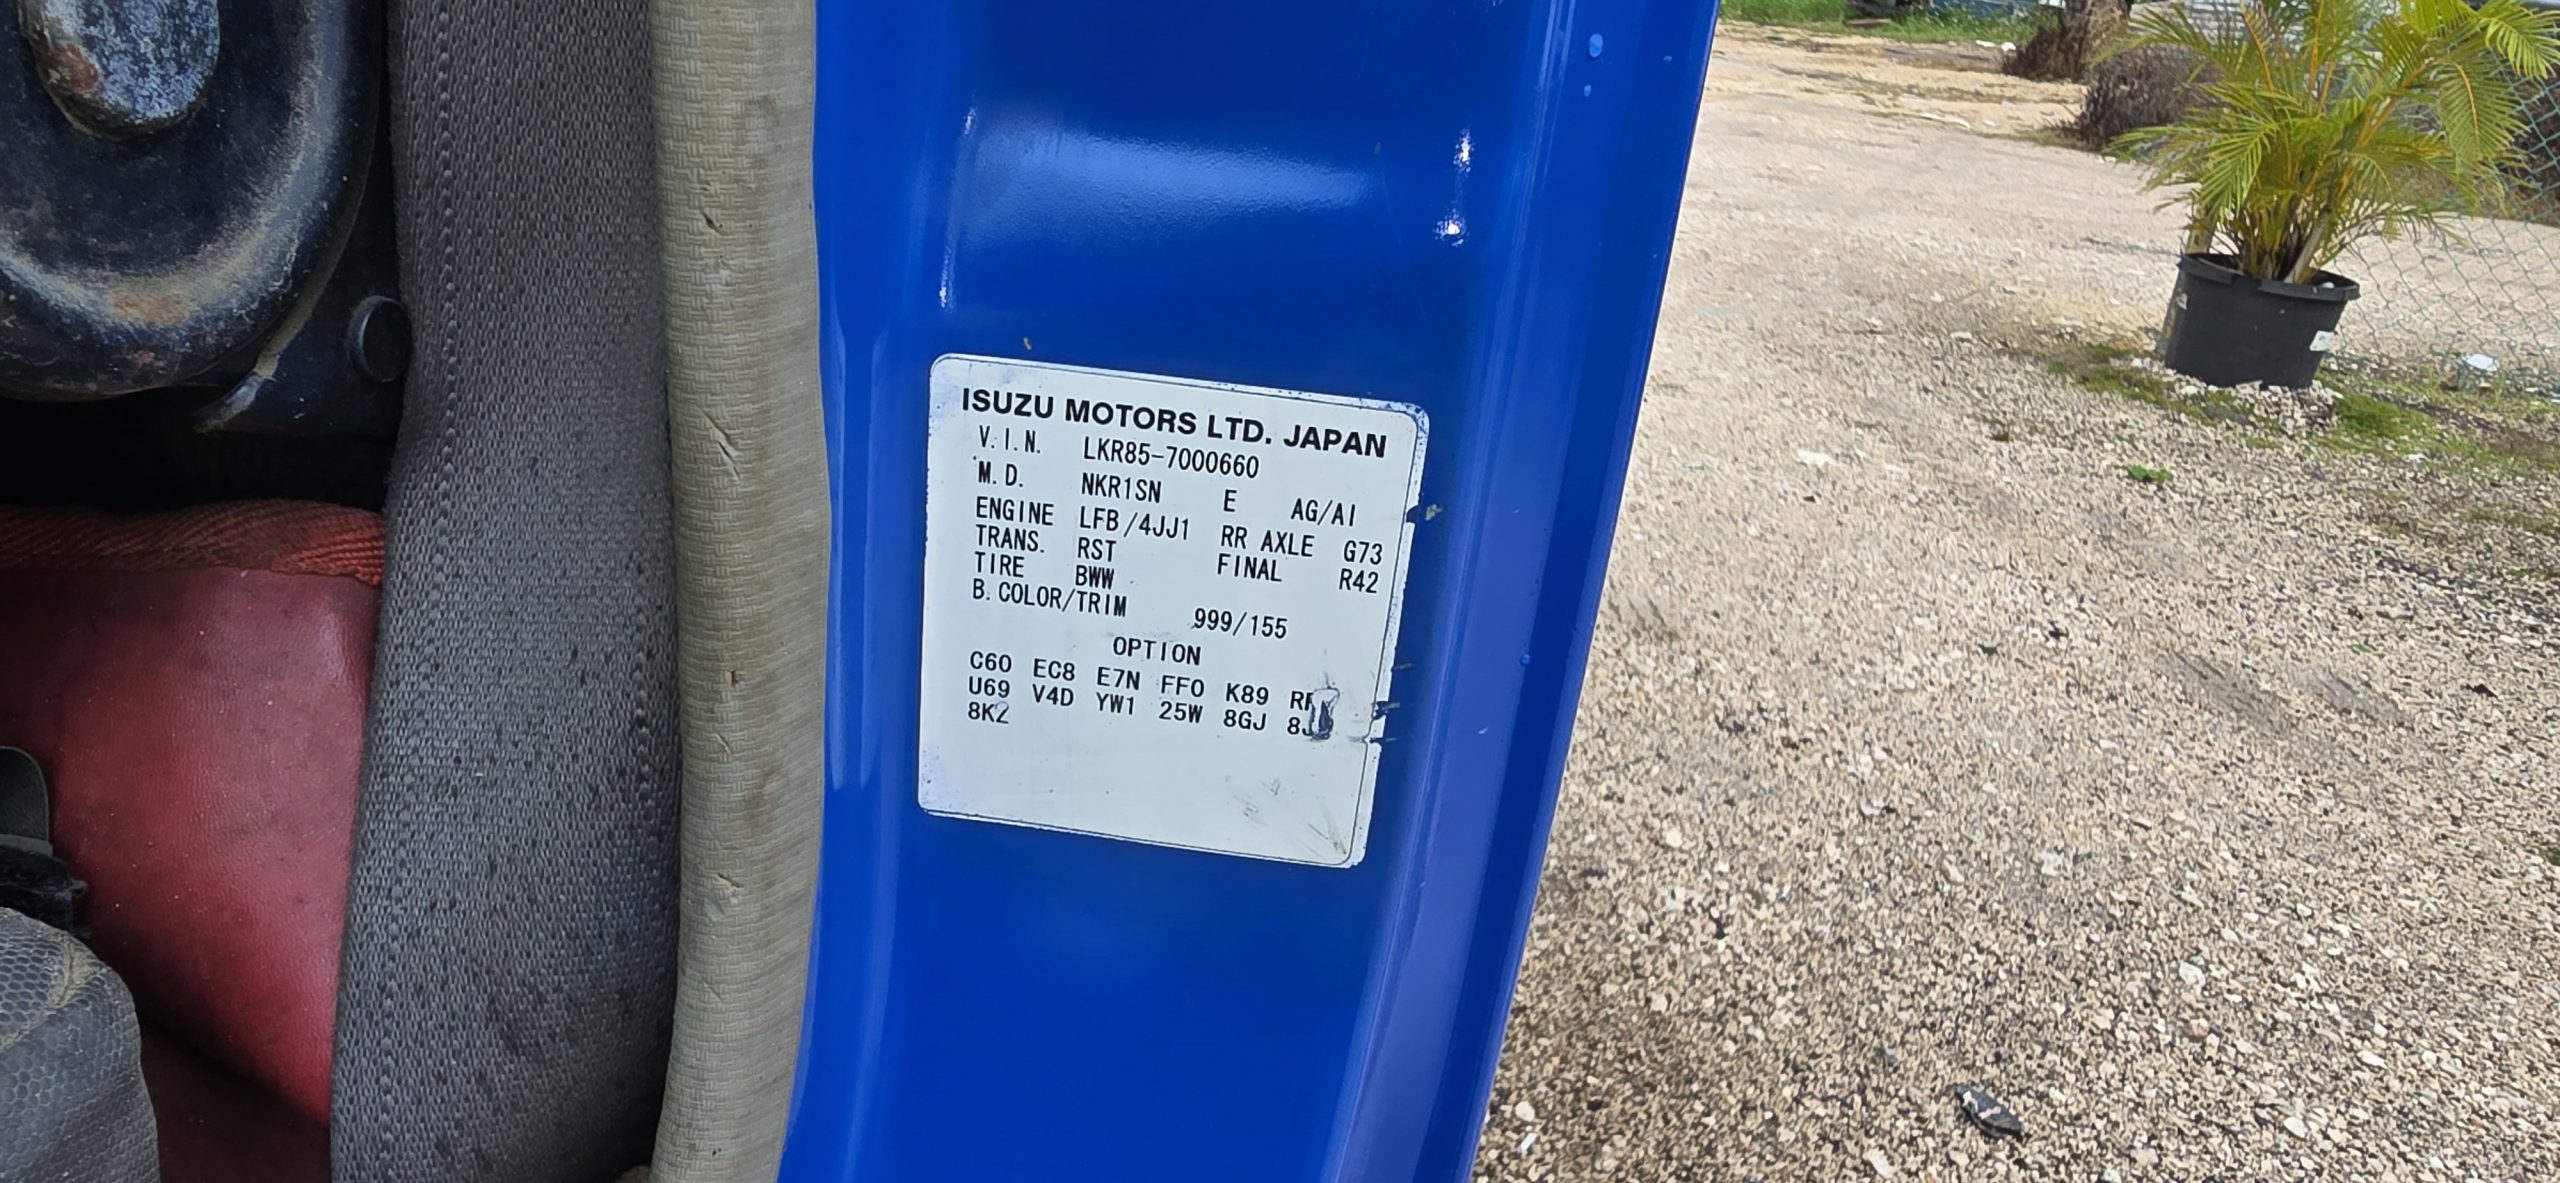 ISUZU MOTORS LTD. JAPAN
V.I.N. LKR85-7000660
M.D. NKR1SN E AG/AI
ENGINE LFB/4JJ1 RR AXLE G73
TRANS. RST FINAL R42
TIRE BWW
B.COLOR/TRIM 999/155
OPTION
C60 EC8 E7N FF0 K89
U69 V4D YW1 25W 8GJ
8K2